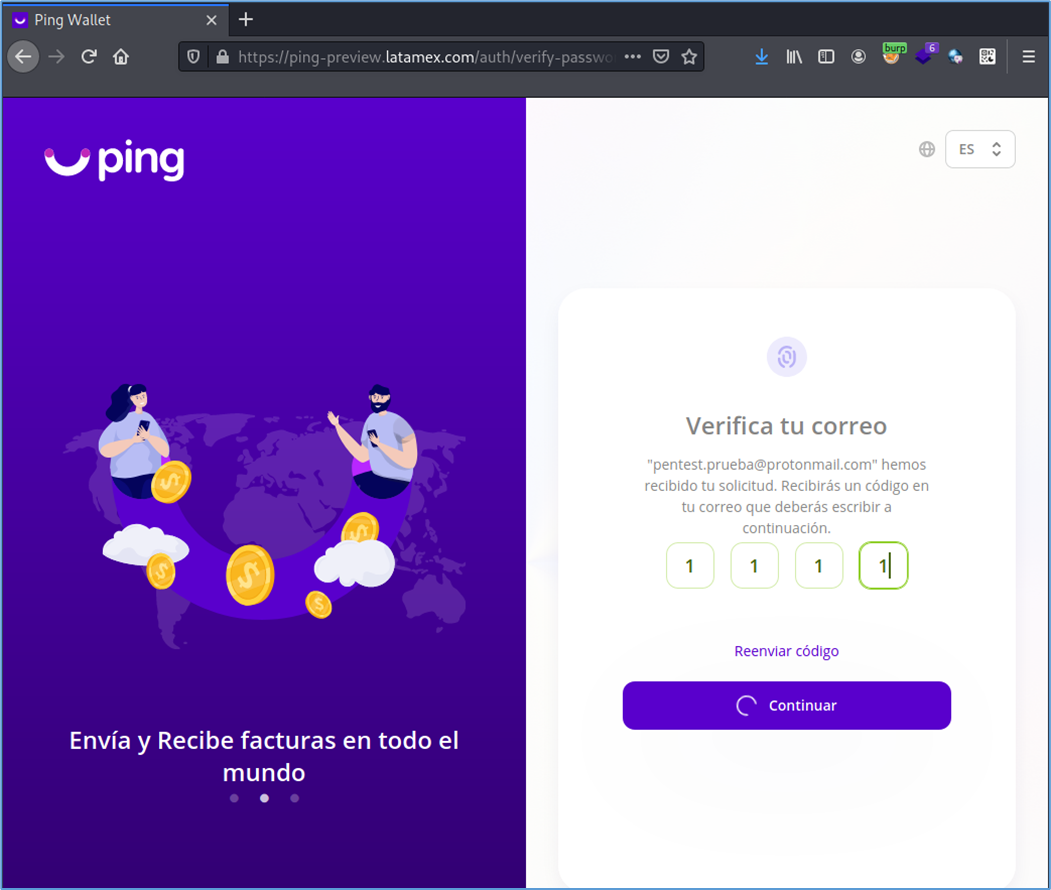 Ping Wallet
https://ping-preview.latamex.com/auth/verify-passwo
burp
6
ping
ES
Verifica tu correo
"pentest.prueba@protonmail.com" hemos
recibido tu solicitud. Recibirás un código en
tu correo que deberás escribir a
continuación.
1 1 1 1
Reenviar código
Continuar
Envía y Recibe facturas en todo el
mundo